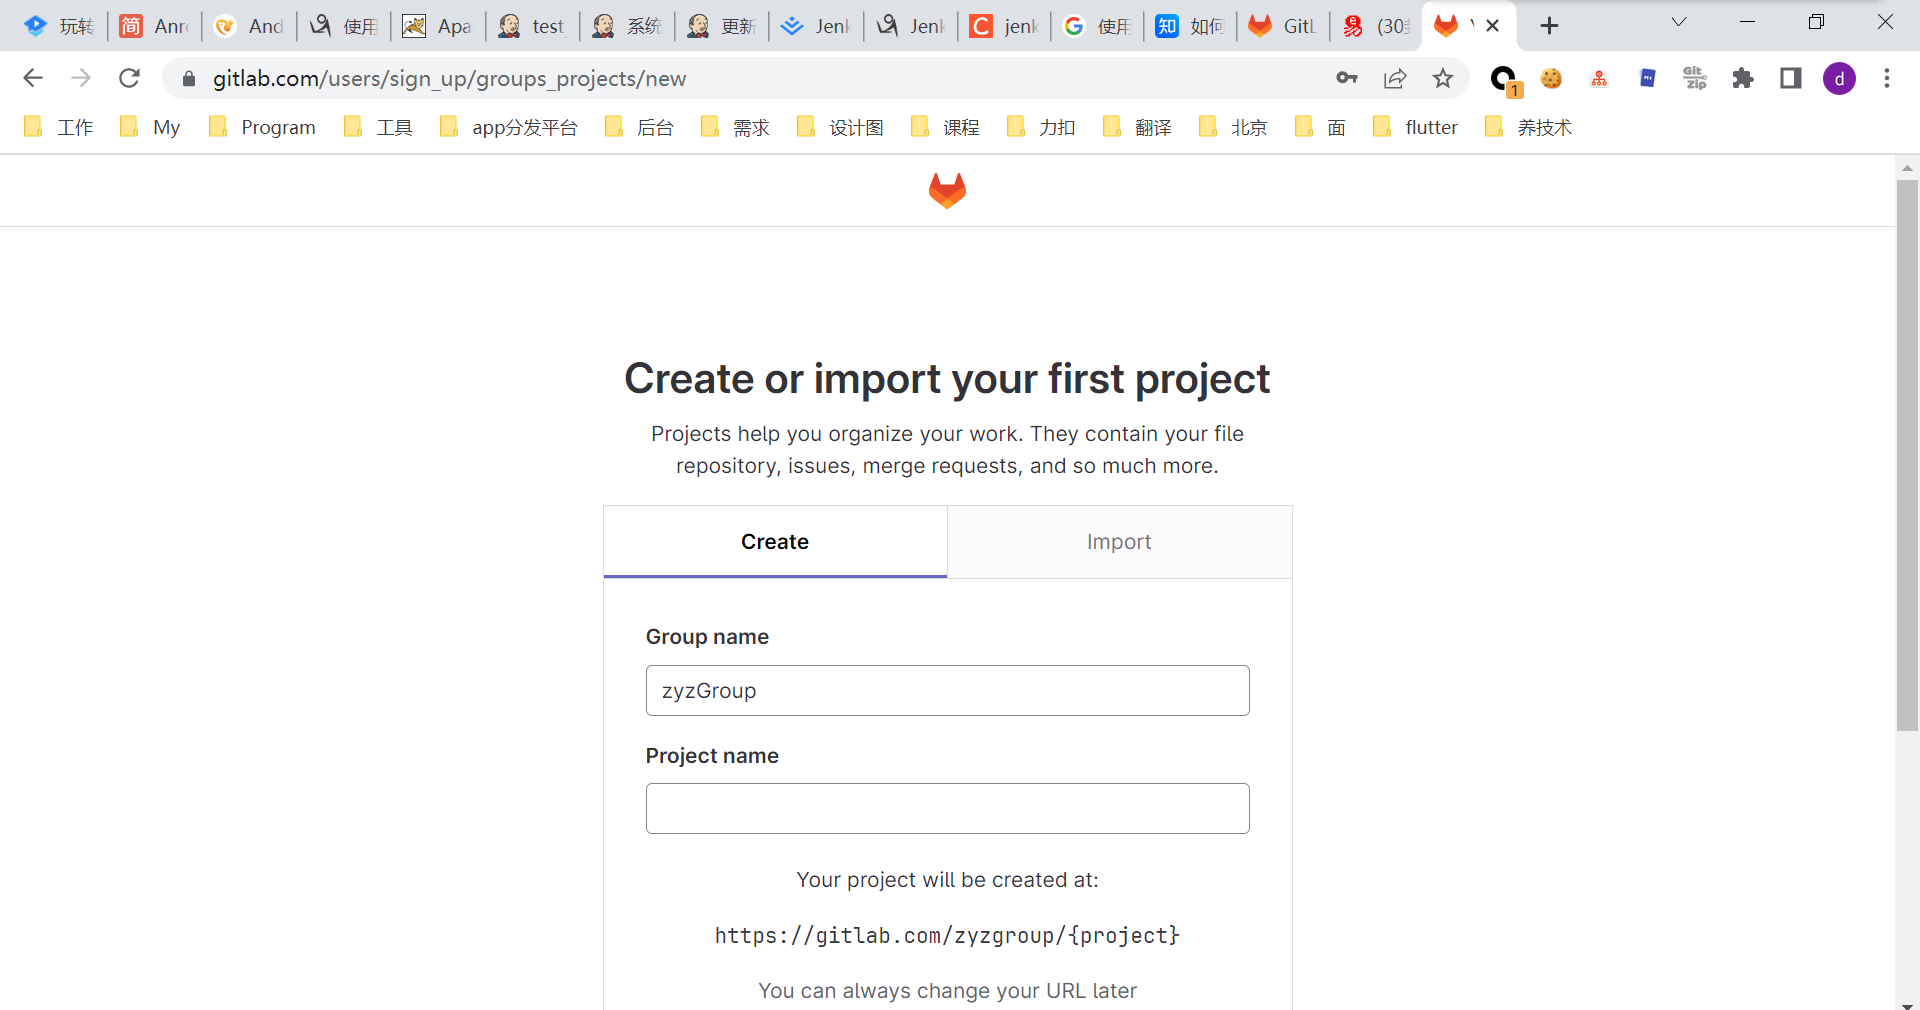 玩转
简 Anr
And
使用
Apa
test
系统
更新
Jenk
Jenk
C jenk
使用
知 如何
GitL
(30
gitlab.com/users/sign_up/groups_projects/new
1
Git Zip
d
工作 My Program 工具 app分发平台 后台 需求 设计图 课程 力扣 翻译 北京 面 flutter 养技术
Create or import your first project
Projects help you organize your work. They contain your file
repository, issues, merge requests, and so much more.
Create Import
Group name
zyzGroup
Project name
Your project will be created at:
https://gitlab.com/zyzgroup/{project}
You can always change your URL later